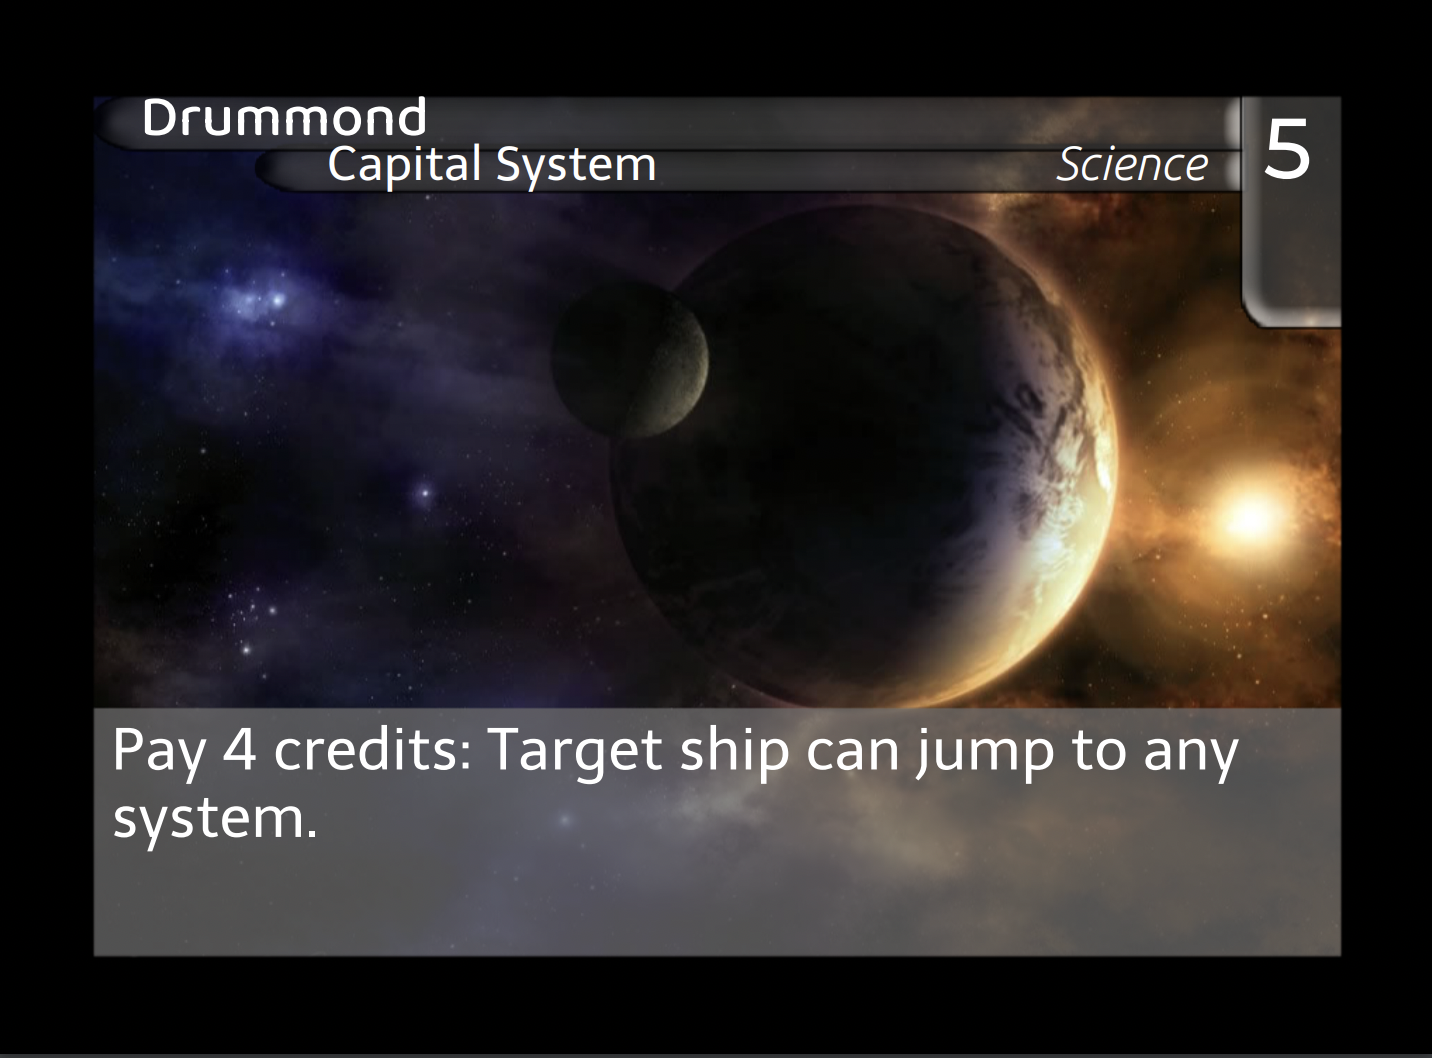 Drummond
Capital System
Science
5
Pay 4 credits: Target ship can jump to any
system.